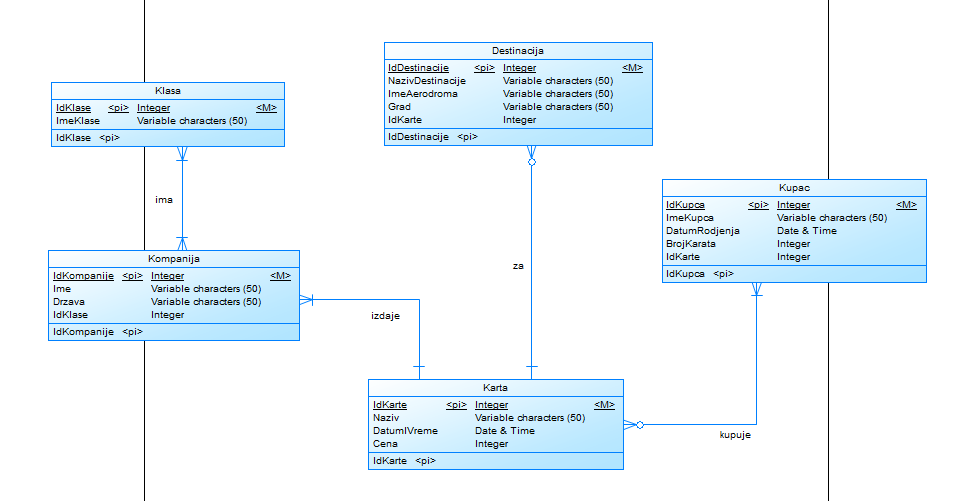 Destinacija
IdDestinacije <pi> Integer <M>
NazivDestinacije Variable characters (50)
ImeAerodroma Variable characters (50)
Grad Variable characters (50)
IdKarte Integer
IdDestinacije <pi>
Klasa
IdKlase <pi> Integer <M>
ImeKlase Variable characters (50)
IdKlase <pi>
ima
Kupac
IdKupca <pi> Integer <M>
ImeKupca Variable characters (50)
DatumRodjenja Date & Time
BrojKarata Integer
IdKarte Integer
IdKupca <pi>
Kompanija
IdKompanije <pi> Integer <M>
Ime Variable characters (50)
Drzava Variable characters (50)
IdKlase Integer
IdKompanije <pi>
za
izdaje
Karta
IdKarte <pi> Integer <M>
Naziv Variable characters (50)
DatumIVreme Date & Time
Cena Integer
IdKarte <pi>
kupuje